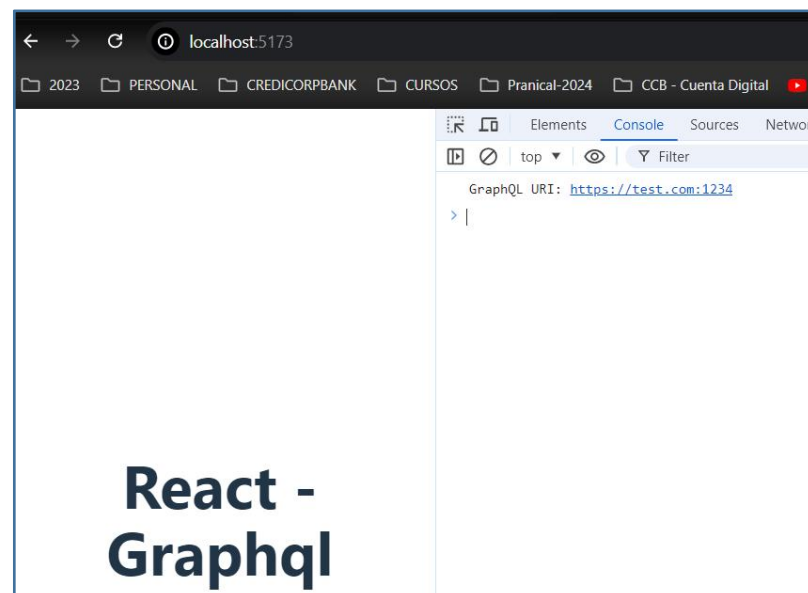 localhost:5173
2023 PERSONAL CREDICORPBANK CURSOS Pranical-2024 CCB - Cuenta Digital
Elements Console Sources Networ
top Filter
GraphQL URI: https://test.com:1234
React -
Graphql